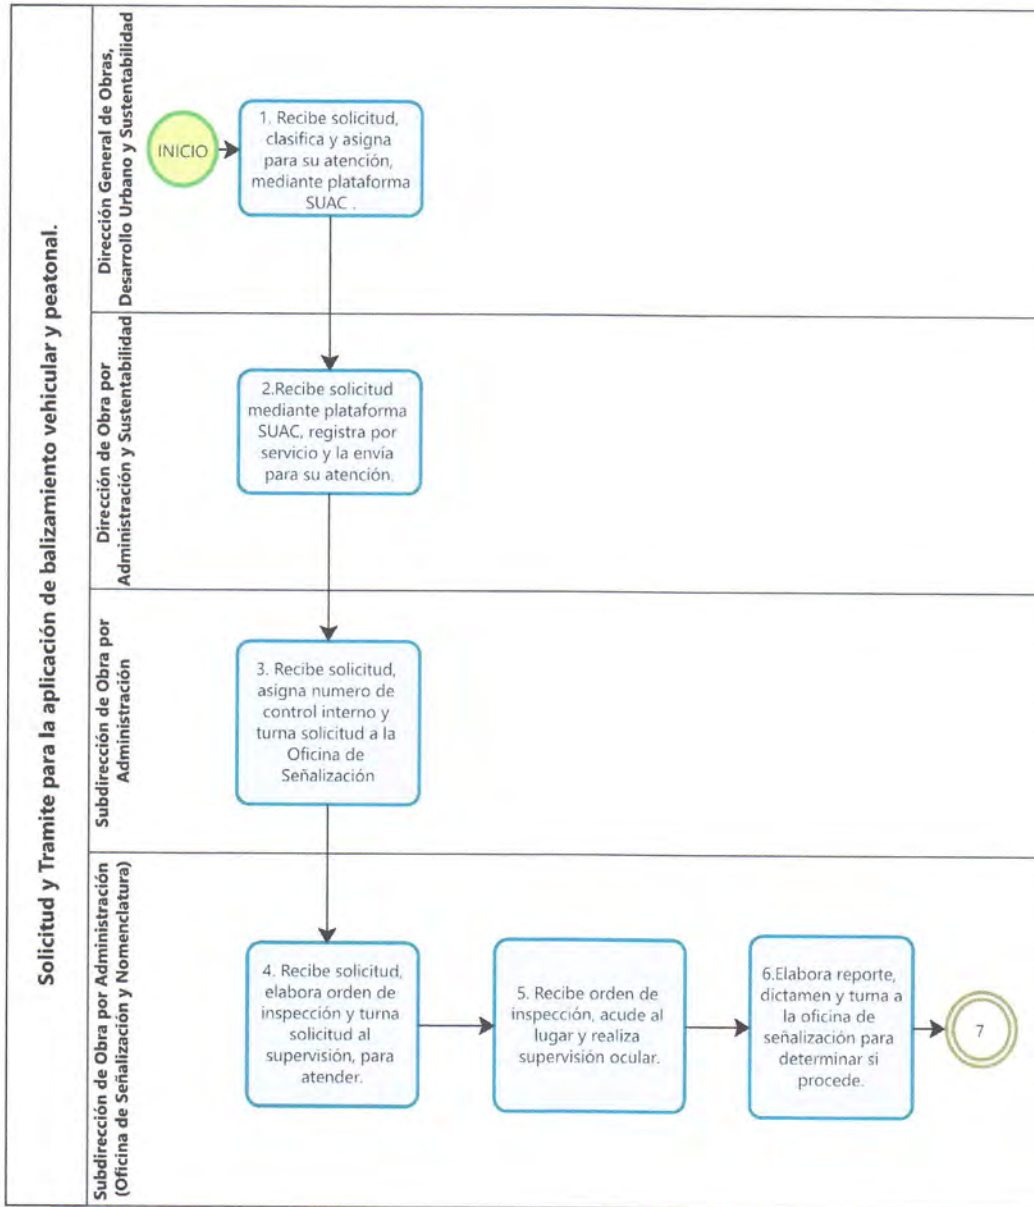 Solicitud y Tramite para la aplicación de balizamiento vehicular y peatonal.
Dirección General de Obras,
Desarrollo Urbano y Sustentabilidad
INICIO
1. Recibe solicitud,
clasifica y asigna
para su atención,
mediante plataforma
SUAC .
Dirección de Obra por
Administración y Sustentabilidad
2.Recibe solicitud
mediante plataforma
SUAC, registra por
servicio y la envía
para su atención.
Subdirección de Obra por
Administración
3. Recibe solicitud,
asigna numero de
control interno y
turna solicitud a la
Oficina de
Señalización
Subdirección de Obra por Administración
(Oficina de Señalización y Nomenclatura)
4. Recibe solicitud,
elabora orden de
inspección y turna
solicitud al
supervisión, para
atender.
5. Recibe orden de
inspección, acude al
lugar y realiza
supervisión ocular.
6.Elabora reporte,
dictamen y turna a
la oficina de
señalización para
determinar si
procede.
7